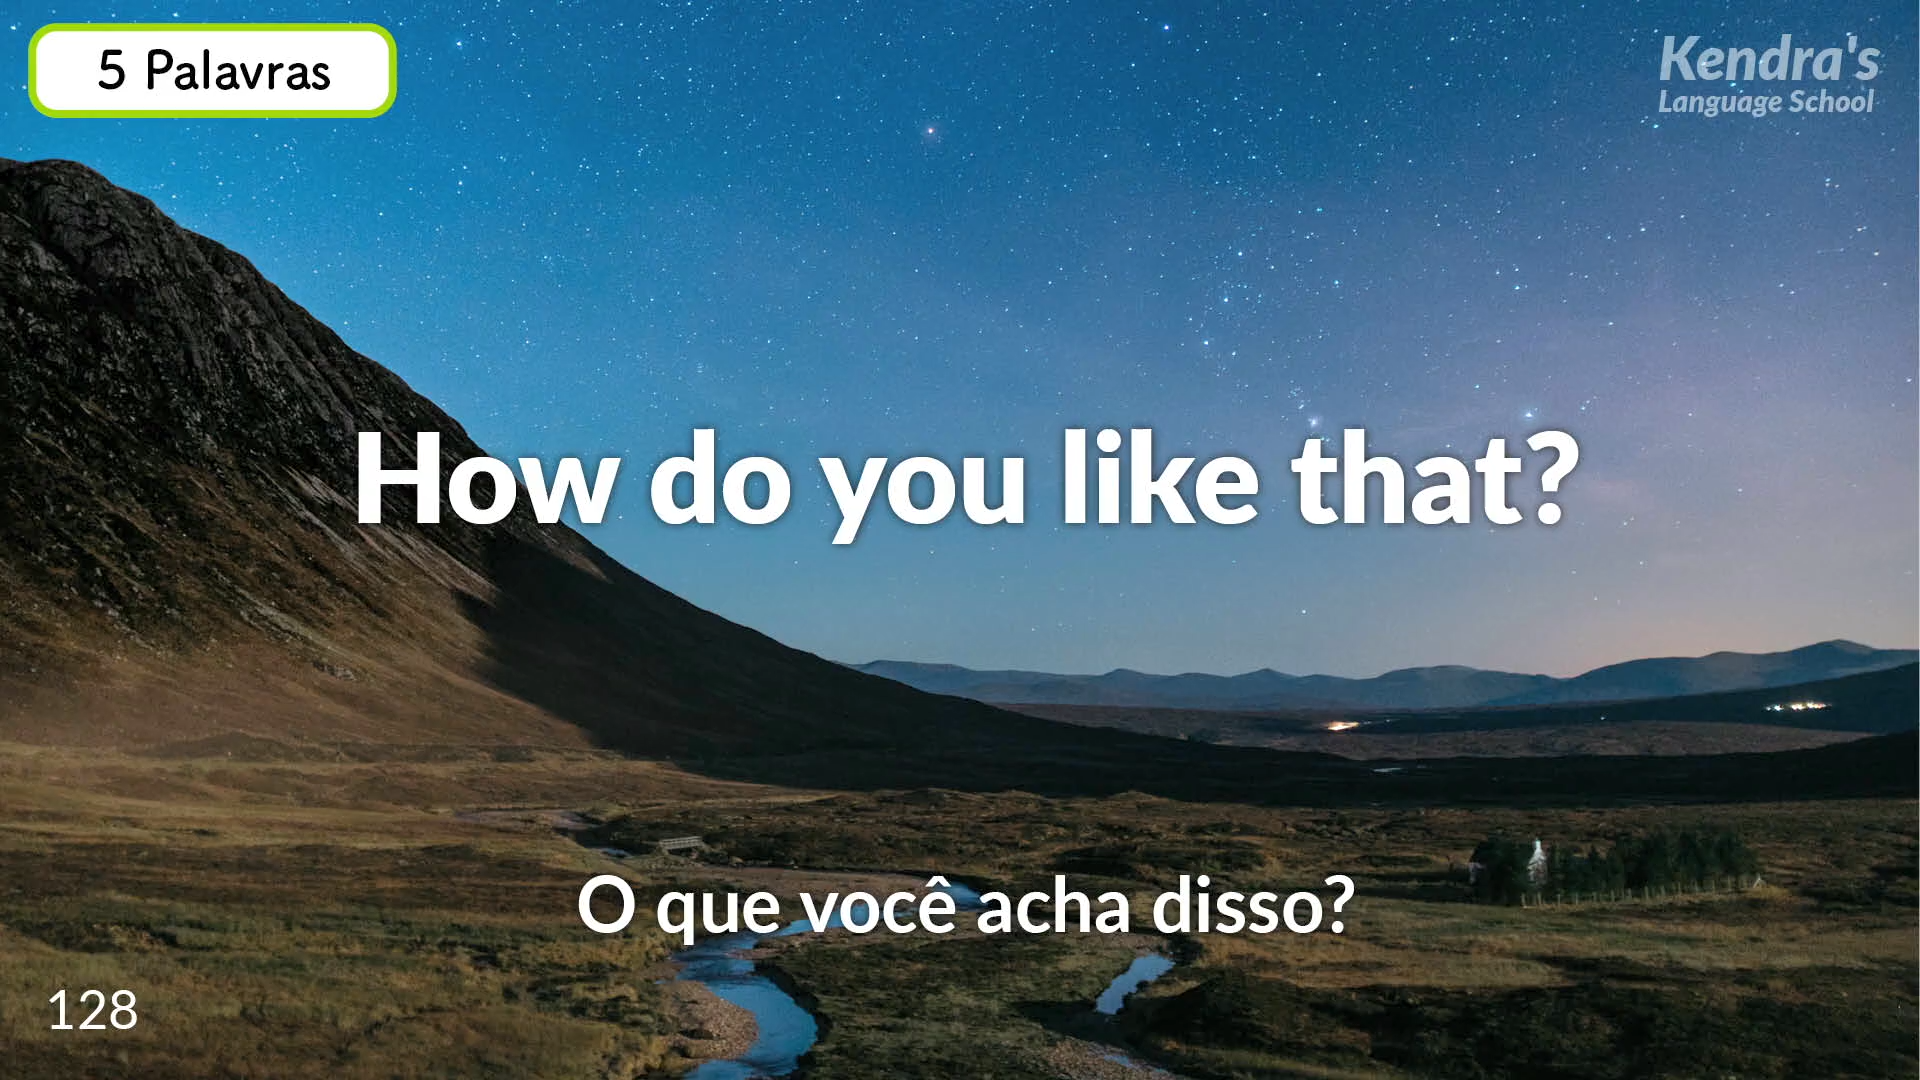 5 Palavras
Kendra's
Language School
How do you like that?
O que você acha disso?
128